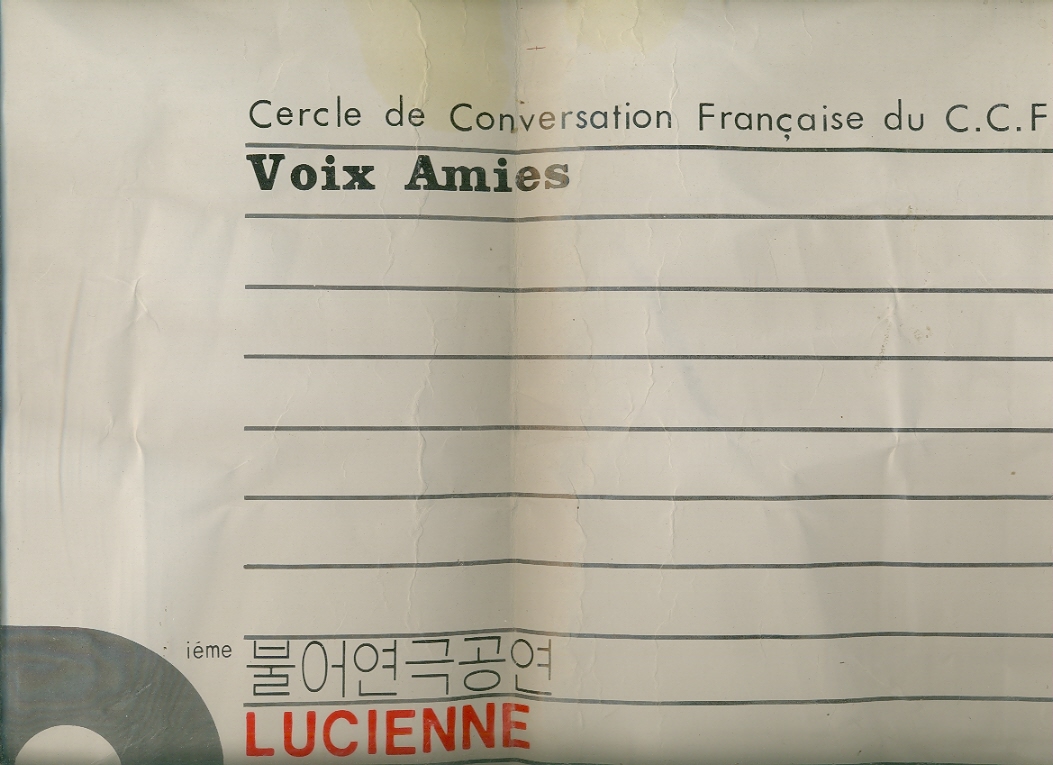 Cercle de Conversation Française du C.C.F
Voix Amies
iéme 불어연극공연
LUCIENNE